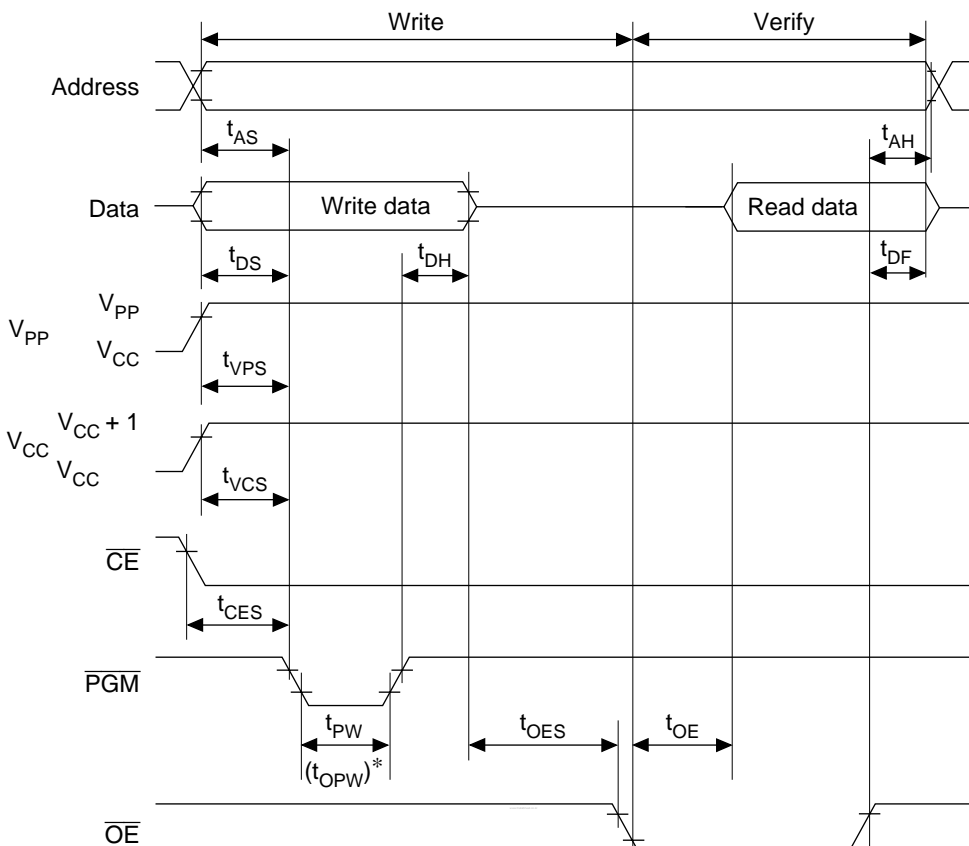 Write Verify
Address
tAS tAH
Data Write data Read data
tDS tDH tDF
VPP
VPP
VCC
tVPS
VCC + 1
VCC
VCC
tVCS
CE
tCES
PGM
tPW tOES tOE
(tOPW)*
OE